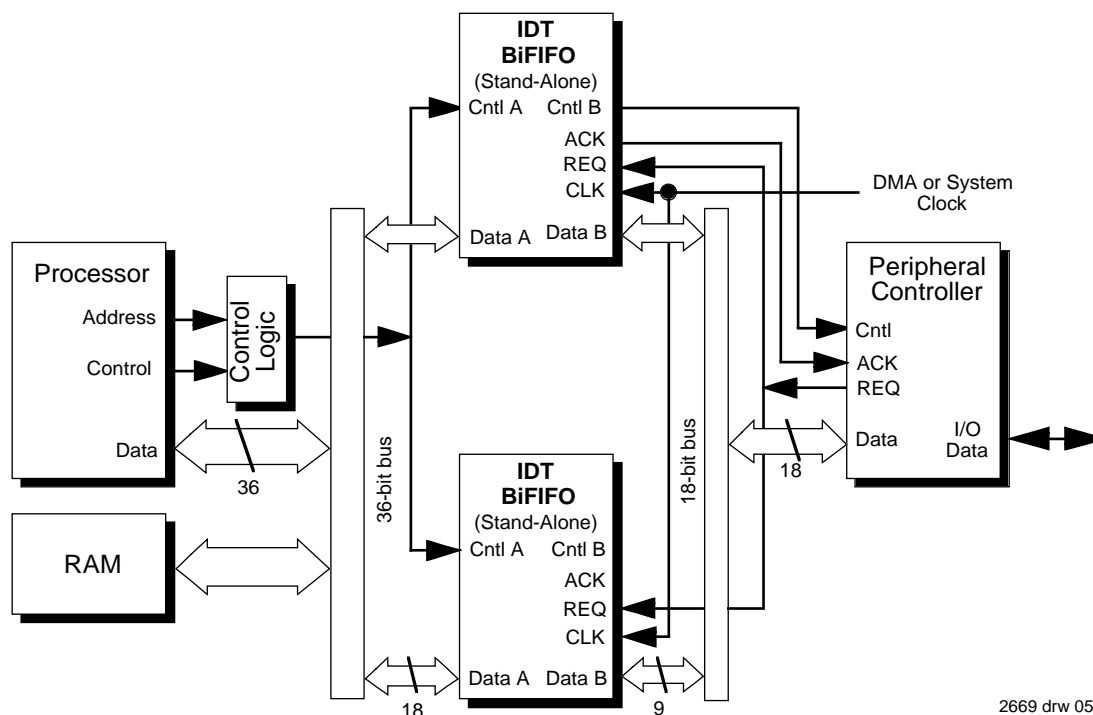 IDT
BiFIFO
(Stand-Alone)
Cntl A
Cntl B
ACK
REQ
CLK
Data A
Data B
DMA or System
Clock
Processor
Address
Control
Data
36
Control
Logic
RAM
36-bit bus
18-bit bus
Peripheral
Controller
Cntl
ACK
REQ
Data
I/O
Data
18
IDT
BiFIFO
(Stand-Alone)
Cntl A
Cntl B
ACK
REQ
CLK
Data A
Data B
18
9
2669 drw 05